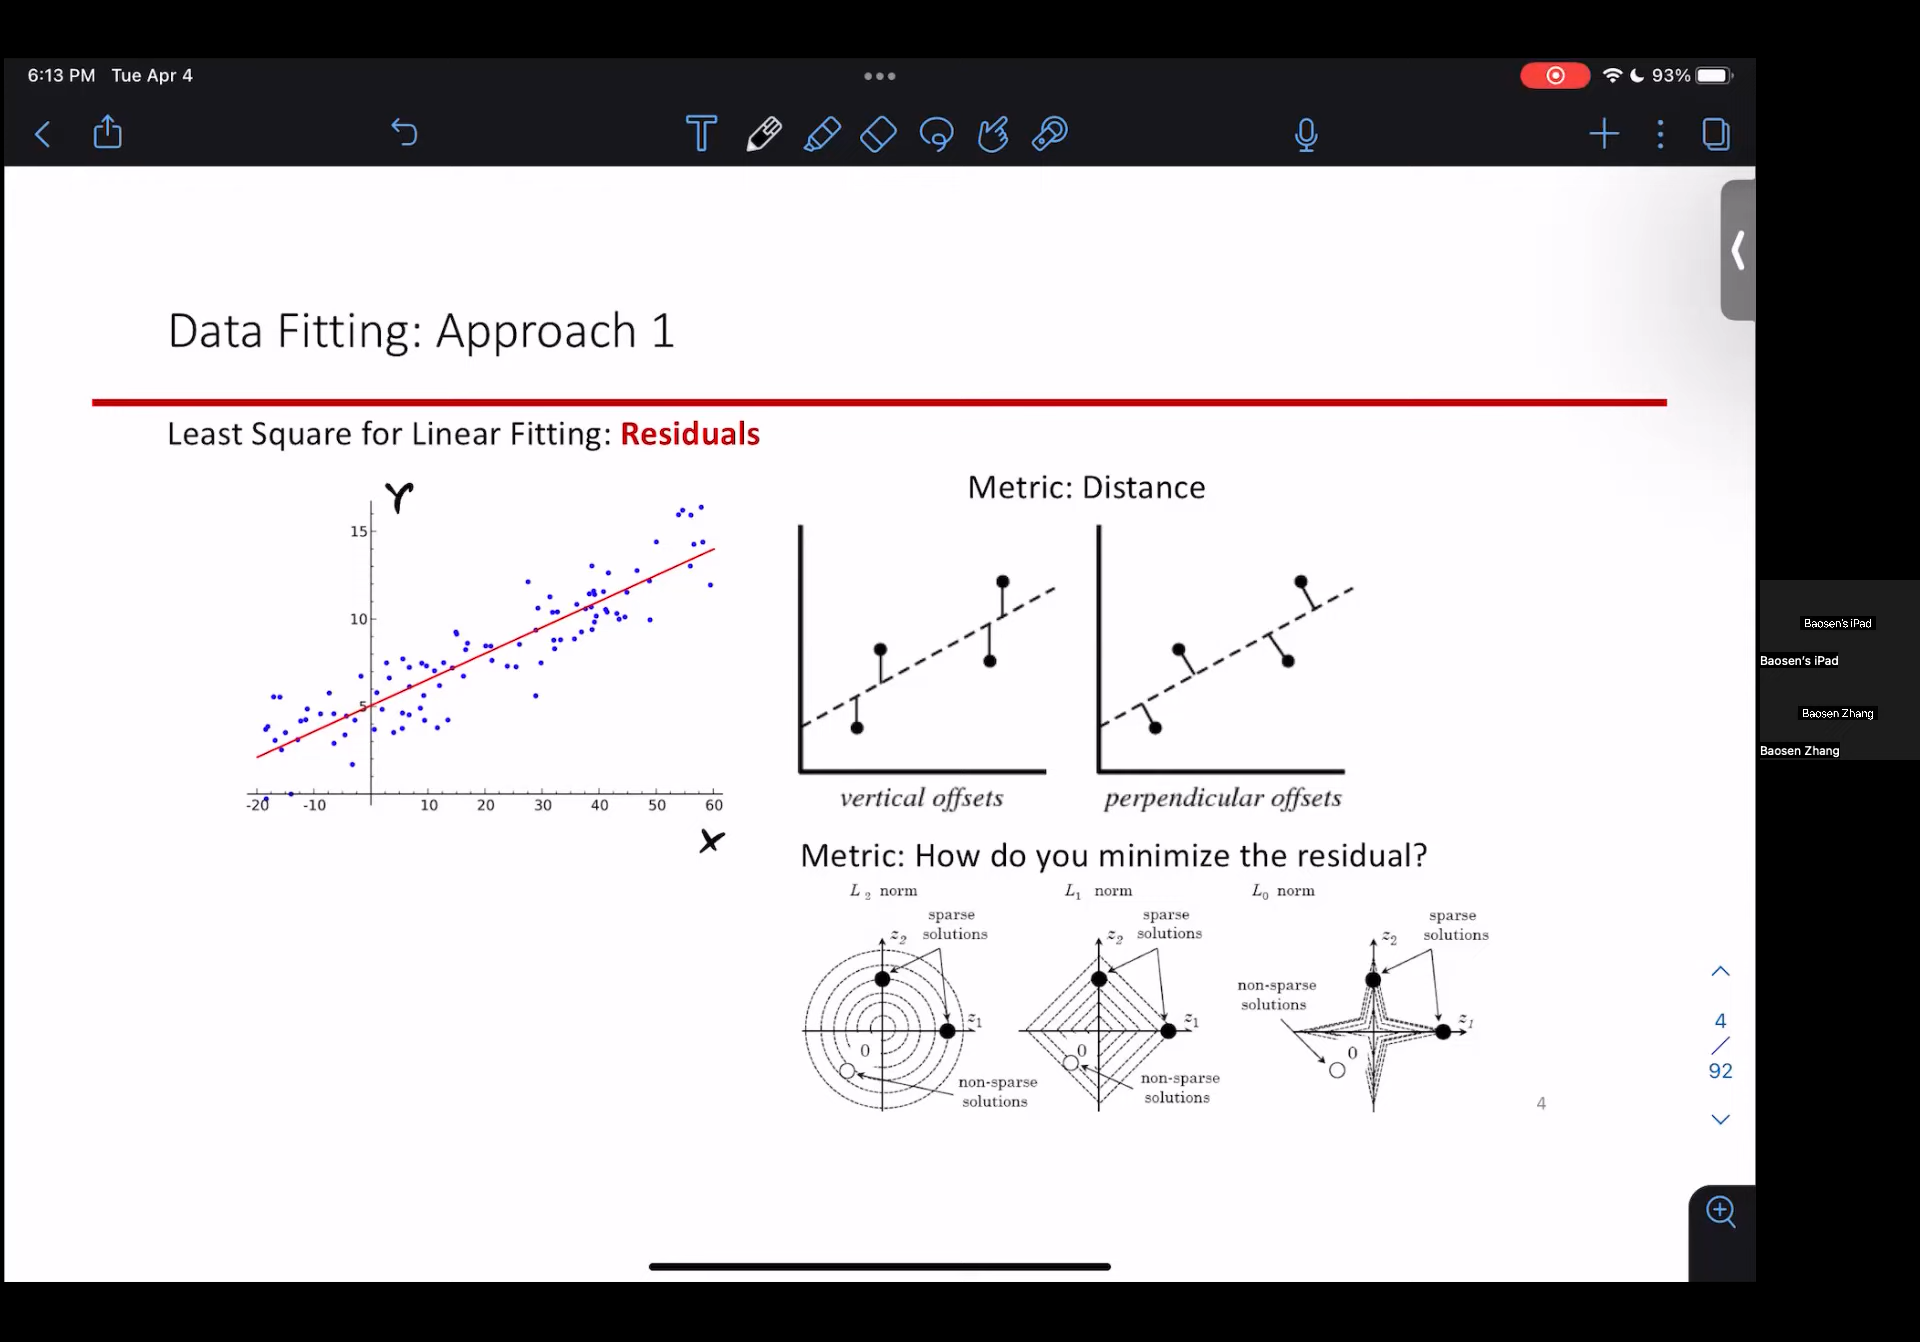 6:13 PM Tue Apr 4
93%
T
Data Fitting: Approach 1
Least Square for Linear Fitting: Residuals
Y
15
10
5
-20 -10 10 20 30 40 50 60
X
Metric: Distance
vertical offsets
perpendicular offsets
Metric: How do you minimize the residual?
L2 norm
sparse
solutions
z2
z1
0
non-sparse
solutions
L1 norm
sparse
solutions
z2
z1
0
non-sparse
solutions
L0 norm
sparse
solutions
z2
z1
0
non-sparse
solutions
4
4
/
92
Baosen's iPad
Baosen's iPad
Baosen Zhang
Baosen Zhang